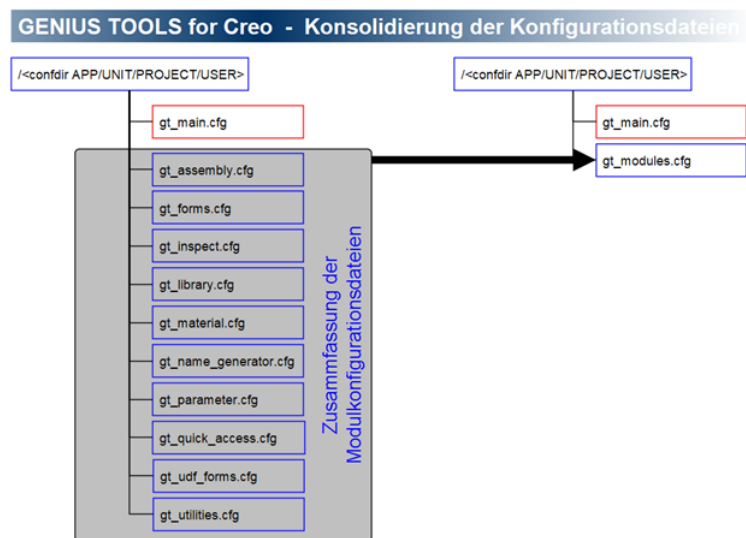 GENIUS TOOLS for Creo - Konsolidierung der Konfigurationsdateien
/<confdir APP/UNIT/PROJECT/USER>
gt_main.cfg
gt_assembly.cfg
gt_forms.cfg
gt_inspect.cfg
gt_library.cfg
gt_material.cfg
gt_name_generator.cfg
gt_parameter.cfg
gt_quick_access.cfg
gt_udf_forms.cfg
gt_utilities.cfg
Zusammfassung der
Modulkonfigurationsdateien
/<confdir APP/UNIT/PROJECT/USER>
gt_main.cfg
gt_modules.cfg